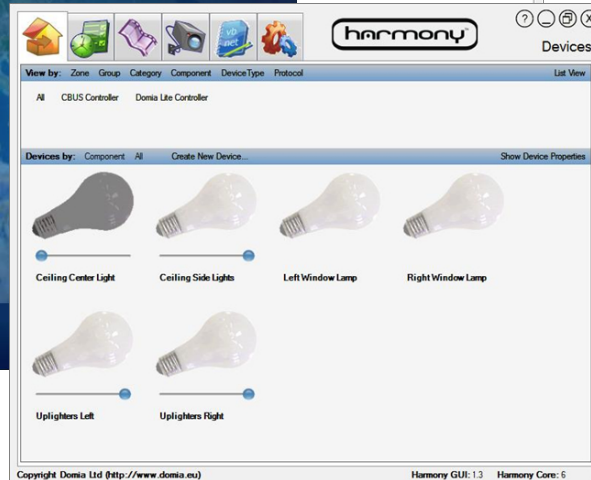 vb
.net
harmony
Devices
View by: Zone Group Category Component DeviceType Protocol List View
All CBUS Controller Domia Lite Controller
Devices by: Component All Create New Device... Show Device Properties
Ceiling Center Light Ceiling Side Lights Left Window Lamp Right Window Lamp
Uplighters Left Uplighters Right
Copyright Domia Ltd (http://www.domia.eu) Harmony GUI: 1.3 Harmony Core: 6